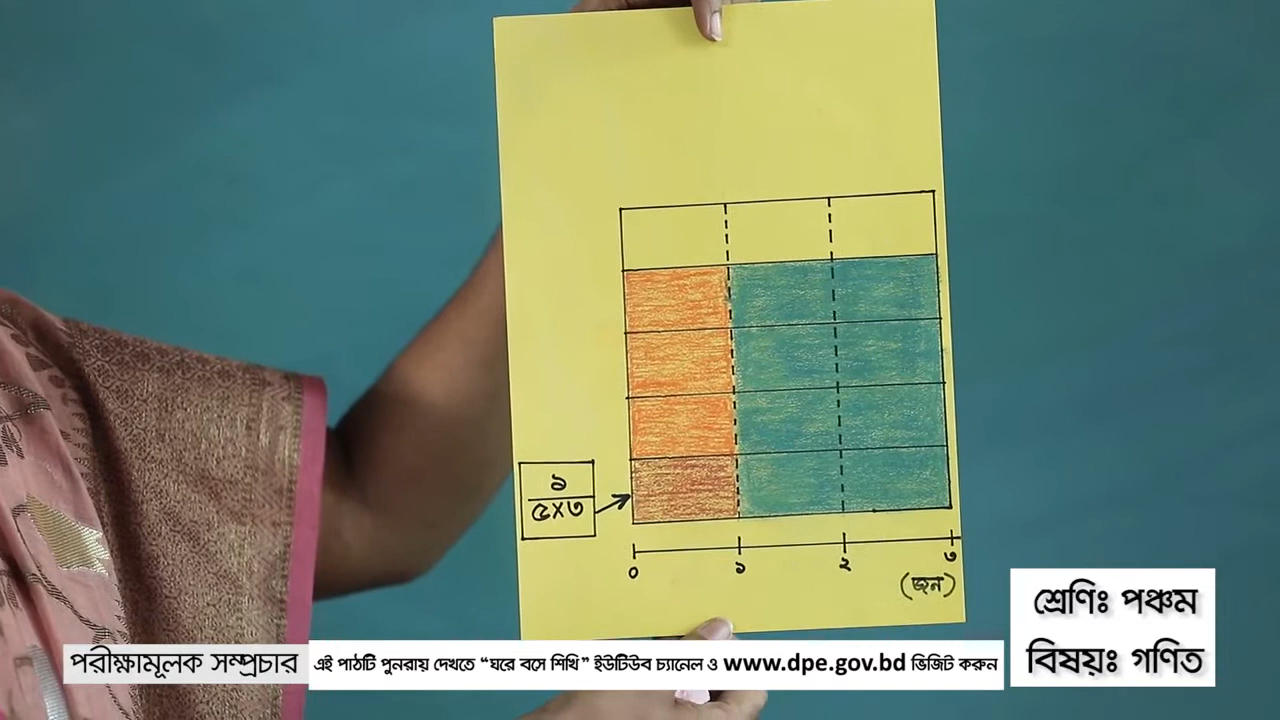 ১
৫×৩
০ ১ ২ ৩
(জন)
শ্রেণিঃ পঞ্চম
বিষয়ঃ গণিত
পরীক্ষামূলক সম্প্রচার
এই পাঠটি পুনরায় দেখতে “ঘরে বসে শিখি” ইউটিউব চ্যানেল ও www.dpe.gov.bd ভিজিট করুন